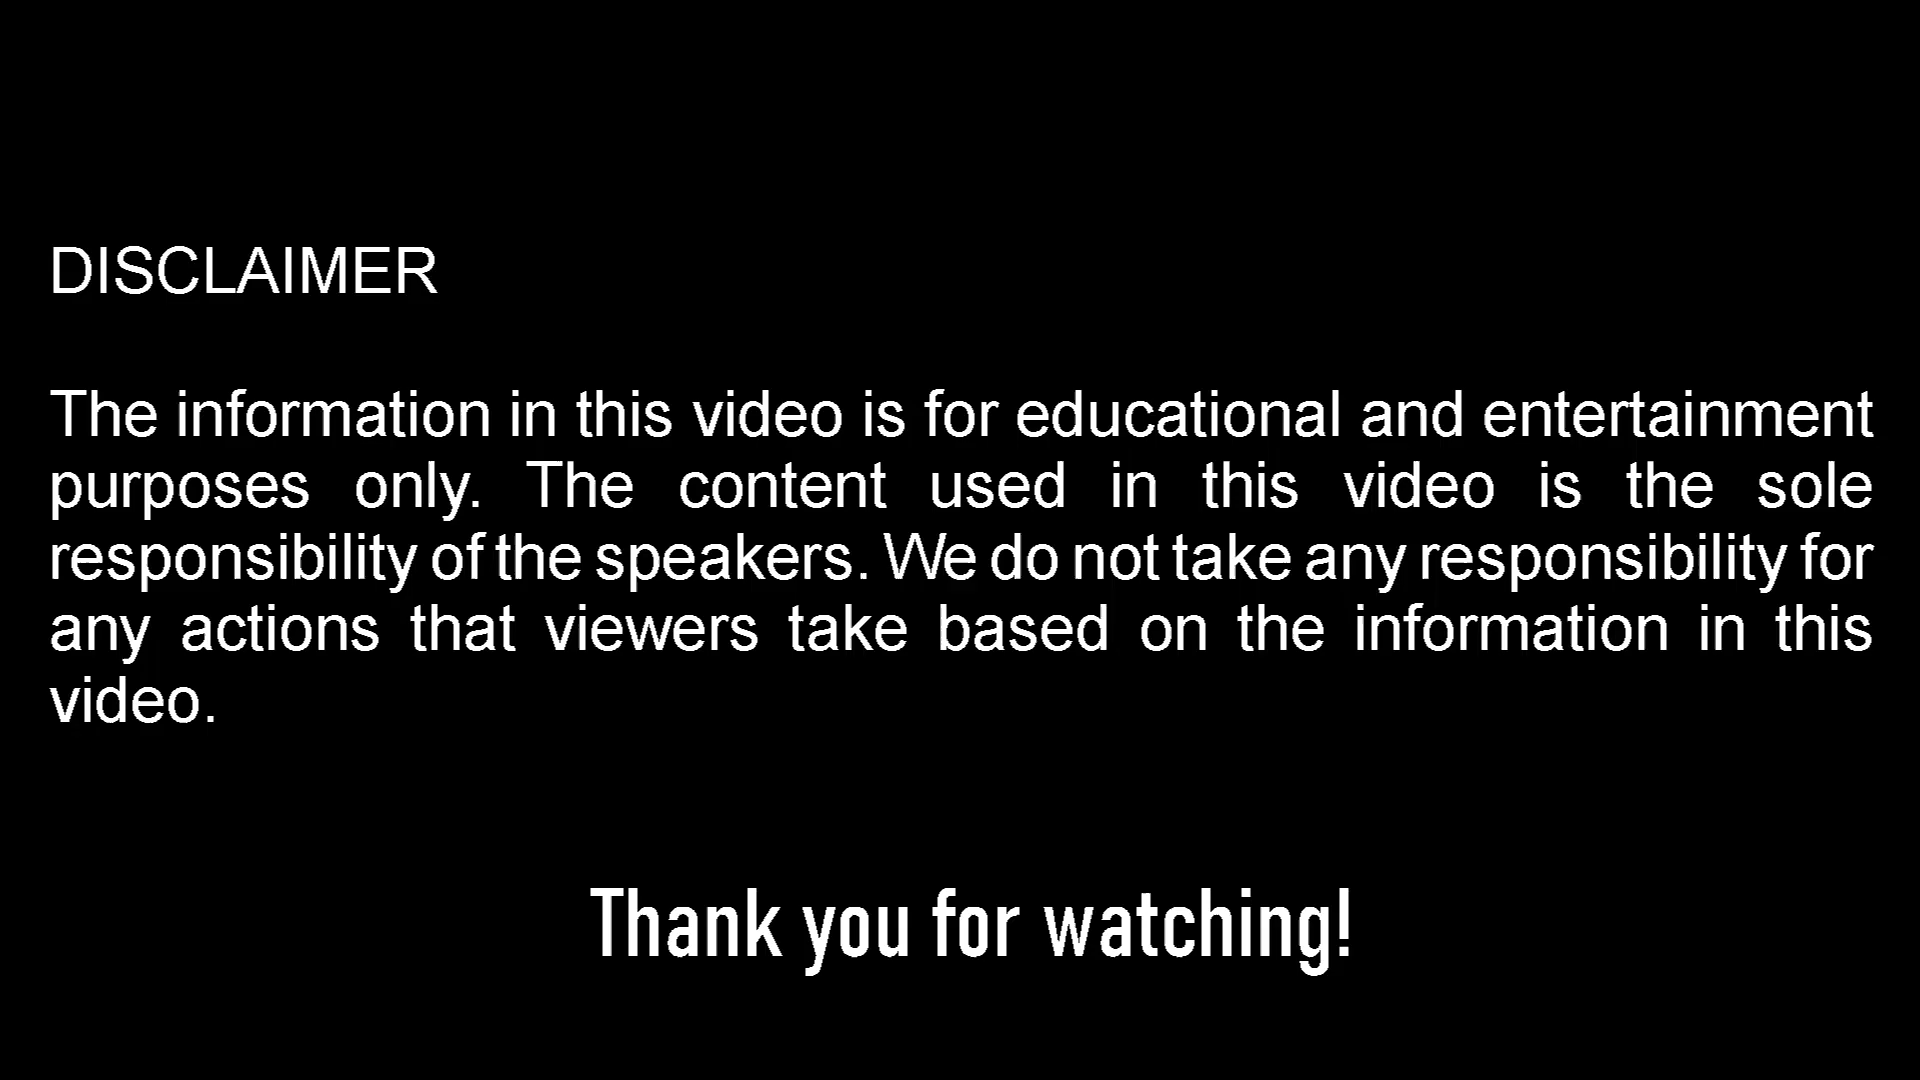 DISCLAIMER
The information in this video is for educational and entertainment
purposes only. The content used in this video is the sole
responsibility of the speakers. We do not take any responsibility for
any actions that viewers take based on the information in this
video.
Thank you for watching!